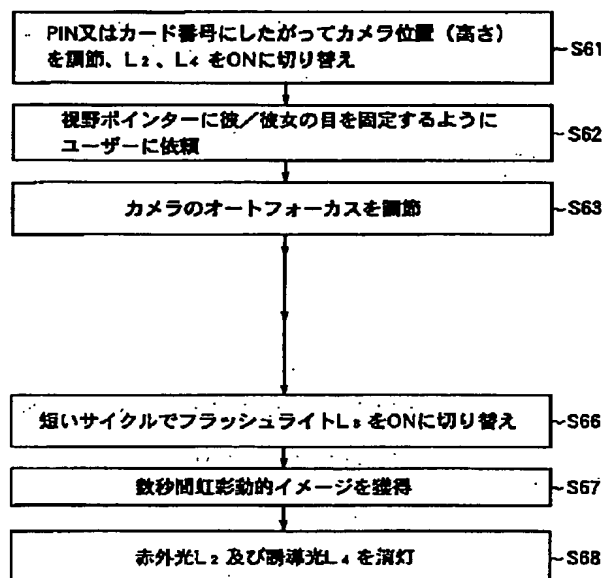 PIN又はカード番号にしたがってカメラ位置（高さ）
を調節、L₂、L₄ をONに切り替え
~S61
視野ポインターに彼／彼女の目を固定するように
ユーザーに依頼
~S62
カメラのオートフォーカスを調節
~S63
短いサイクルでフラッシュライトL₃ をONに切り替え
~S66
数秒間虹彩動的イメージを獲得
~S67
赤外光L₂ 及び誘導光L₄ を消灯
~S68